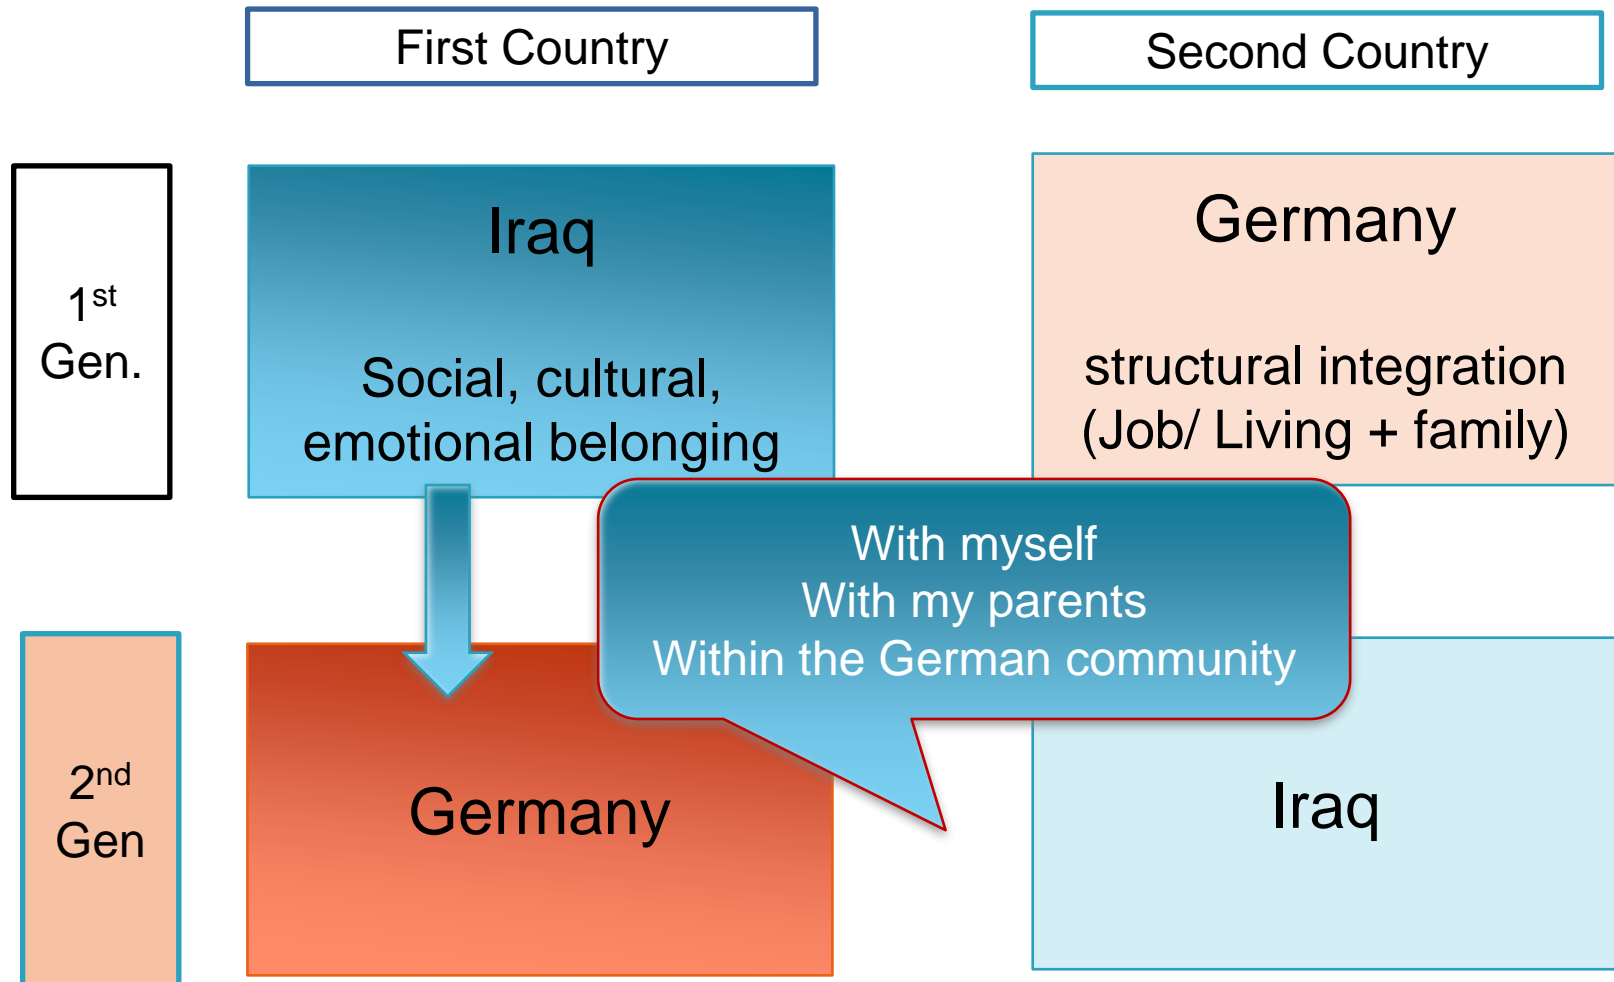 First Country
Second Country
1st
Gen.
Iraq
Social, cultural,
emotional belonging
Germany
structural integration
(Job/ Living + family)
With myself
With my parents
Within the German community
2nd
Gen
Germany
Iraq